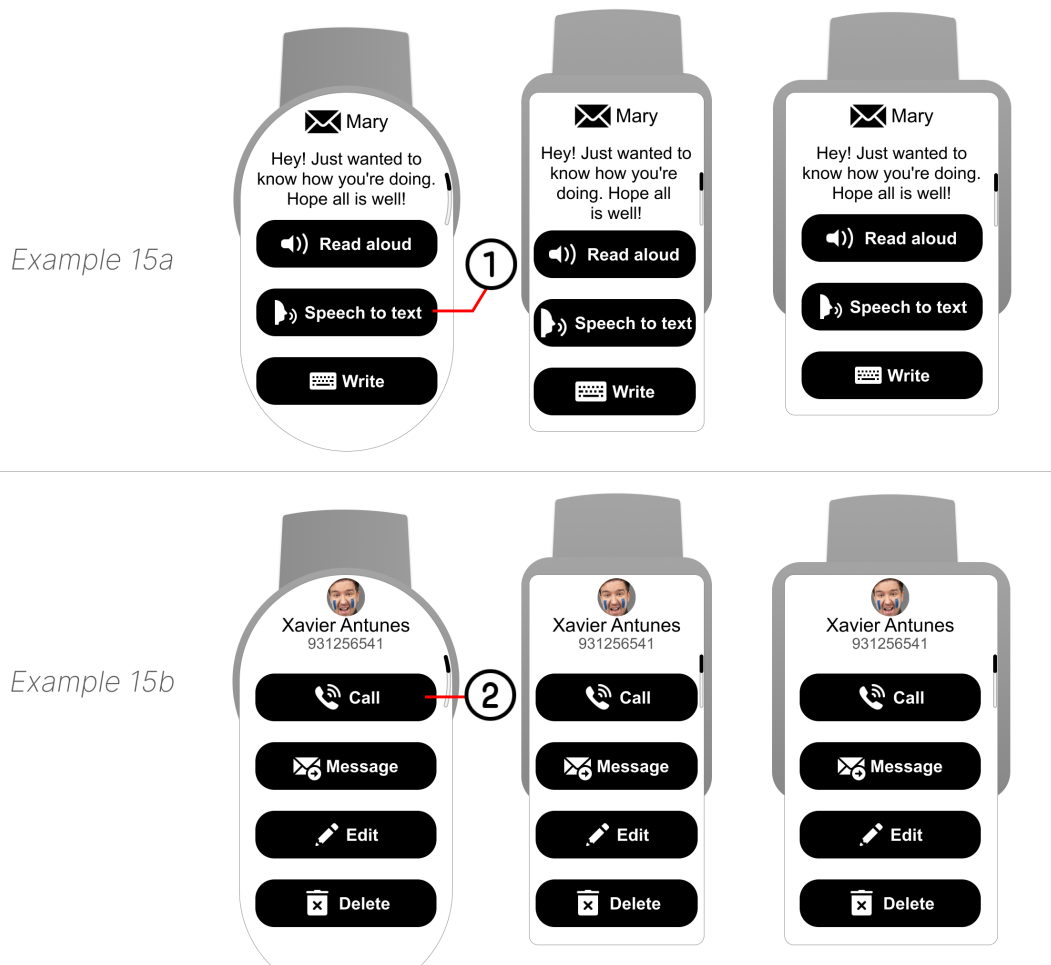 Example 15a
Mary
Hey! Just wanted to
know how you're doing.
Hope all is well!
Read aloud
Speech to text
Write
1
Mary
Hey! Just wanted to
know how you're
doing. Hope all
is well!
Read aloud
Speech to text
Write
Mary
Hey! Just wanted to
know how you're doing.
Hope all is well!
Read aloud
Speech to text
Write
Example 15b
Xavier Antunes
931256541
Call
Message
Edit
Delete
2
Xavier Antunes
931256541
Call
Message
Edit
Delete
Xavier Antunes
931256541
Call
Message
Edit
Delete